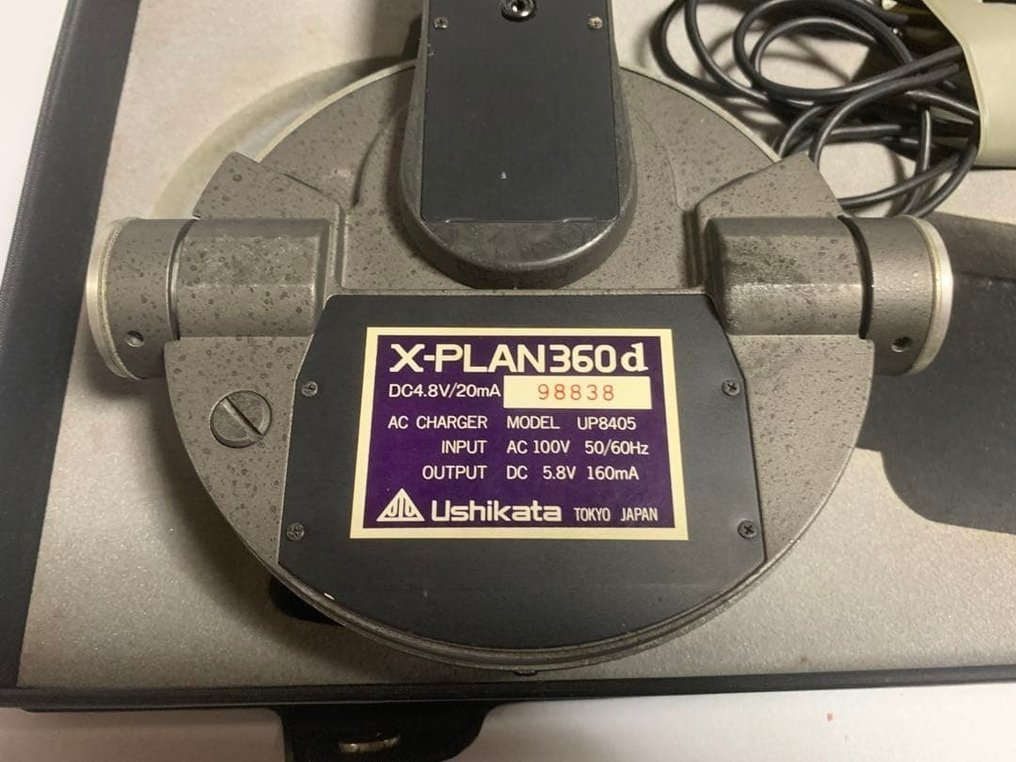 X-PLAN360d
DC4.8V/20mA 98838
AC CHARGER MODEL UP8405
INPUT AC 100V 50/60Hz
OUTPUT DC 5.8V 160mA
Ushikata TOKYO JAPAN